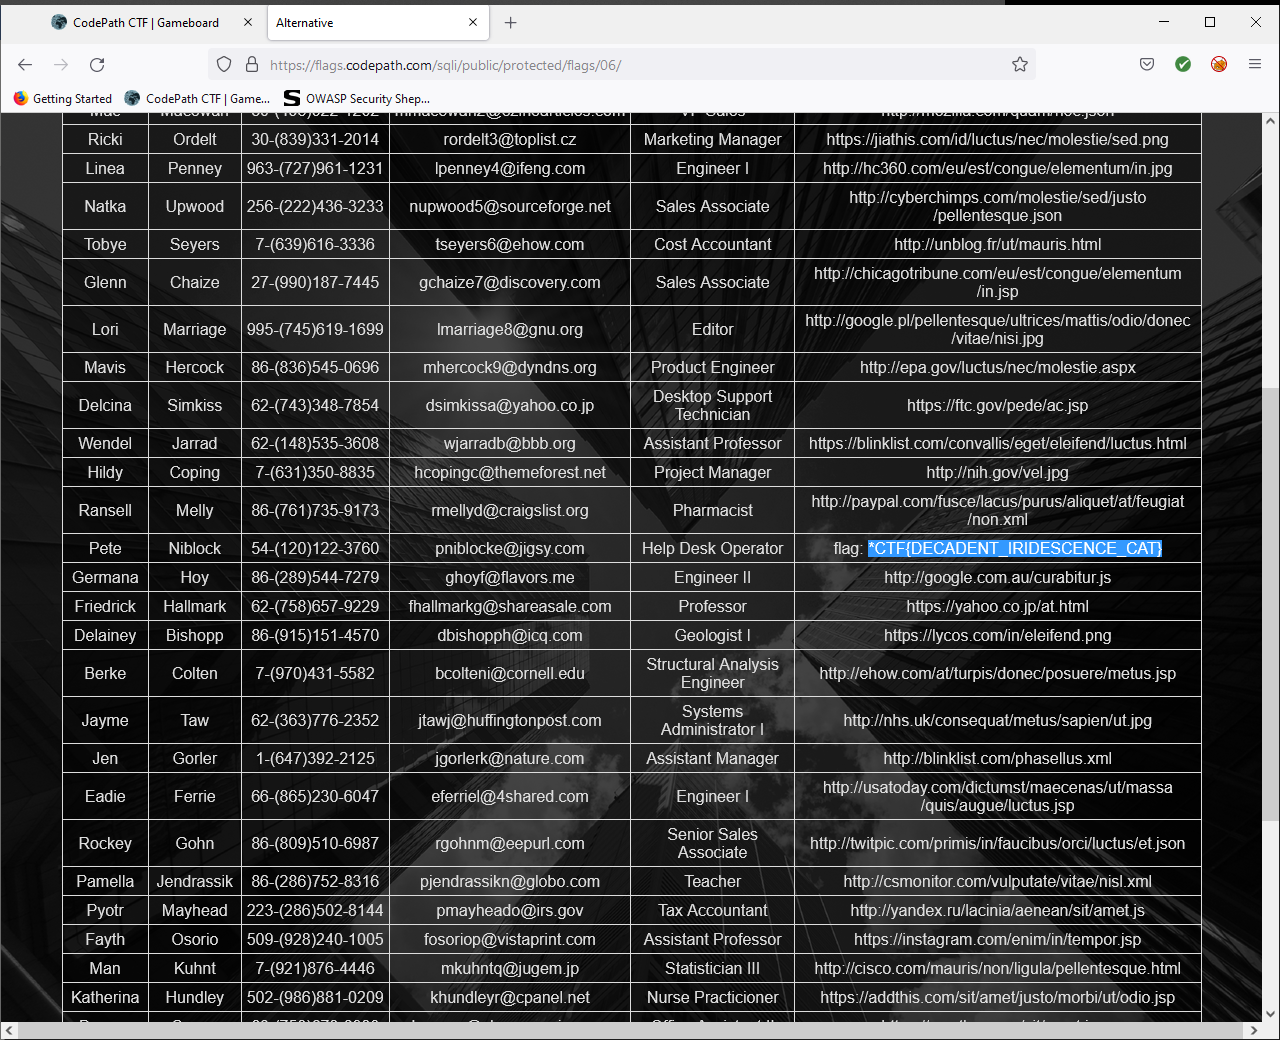 CodePath CTF | Gameboard
Alternative
https://flags.codepath.com/sqli/public/protected/flags/06/
Getting Started CodePath CTF | Game... OWASP Security Shep...
Ricki Ordelt 30-(839)331-2014 rordelt3@toplist.cz Marketing Manager https://jiathis.com/id/luctus/nec/molestie/sed.png
Linea Penney 963-(727)961-1231 lpenney4@ifeng.com Engineer I http://hc360.com/eu/est/congue/elementum/in.jpg
Natka Upwood 256-(222)436-3233 nupwood5@sourceforge.net Sales Associate http://cyberchimps.com/molestie/sed/justo
/pellentesque.json
Tobye Seyers 7-(639)616-3336 tseyers6@ehow.com Cost Accountant http://unblog.fr/ut/mauris.html
Glenn Chaize 27-(990)187-7445 gchaize7@discovery.com Sales Associate http://chicagotribune.com/eu/est/congue/elementum
/in.jsp
Lori Marriage 995-(745)619-1699 lmarriage8@gnu.org Editor http://google.pl/pellentesque/ultrices/mattis/odio/donec
/vitae/nisi.jpg
Mavis Hercock 86-(836)545-0696 mhercock9@dyndns.org Product Engineer http://epa.gov/luctus/nec/molestie.aspx
Delcina Simkiss 62-(743)348-7854 dsimkissa@yahoo.co.jp Desktop Support
Technician https://ftc.gov/pede/ac.jsp
Wendel Jarrad 62-(148)535-3608 wjarradb@bbb.org Assistant Professor https://blinklist.com/convallis/eget/eleifend/luctus.html
Hildy Coping 7-(631)350-8835 hcopingc@themeforest.net Project Manager http://nih.gov/vel.jpg
Ransell Melly 86-(761)735-9173 rmellyd@craigslist.org Pharmacist http://paypal.com/fusce/lacus/purus/aliquet/at/feugiat
/non.xml
Pete Niblock 54-(120)122-3760 pniblocke@jigsy.com Help Desk Operator flag: *CTF{DECADENT_IRIDESCENCE_CAT}
Germana Hoy 86-(289)544-7279 ghoyf@flavors.me Engineer II http://google.com.au/curabitur.js
Friedrick Hallmark 62-(758)657-9229 fhallmarkg@shareasale.com Professor https://yahoo.co.jp/at.html
Delainey Bishopp 86-(915)151-4570 dbishopph@icq.com Geologist I https://lycos.com/in/eleifend.png
Berke Colten 7-(970)431-5582 bcolteni@cornell.edu Structural Analysis
Engineer http://ehow.com/at/turpis/donec/posuere/metus.jsp
Jayme Taw 62-(363)776-2352 jtawj@huffingtonpost.com Systems
Administrator I http://nhs.uk/consequat/metus/sapien/ut.jpg
Jen Gorler 1-(647)392-2125 jgorlerk@nature.com Assistant Manager http://blinklist.com/phasellus.xml
Eadie Ferrie 66-(865)230-6047 eferriel@4shared.com Engineer I http://usatoday.com/dictumst/maecenas/ut/massa
/quis/augue/luctus.jsp
Rockey Gohn 86-(809)510-6987 rgohnm@eepurl.com Senior Sales
Associate http://twitpic.com/primis/in/faucibus/orci/luctus/et.json
Pamella Jendrassik 86-(286)752-8316 pjendrassikn@globo.com Teacher http://csmonitor.com/vulputate/vitae/nisl.xml
Pyotr Mayhead 223-(286)502-8144 pmayheado@irs.gov Tax Accountant http://yandex.ru/lacinia/aenean/sit/amet.js
Fayth Osorio 509-(928)240-1005 fosoriop@vistaprint.com Assistant Professor https://instagram.com/enim/in/tempor.jsp
Man Kuhnt 7-(921)876-4446 mkuhntq@jugem.jp Statistician III http://cisco.com/mauris/non/ligula/pellentesque.html
Katherina Hundley 502-(986)881-0209 khundleyr@cpanel.net Nurse Practicioner https://addthis.com/sit/amet/justo/morbi/ut/odio.jsp